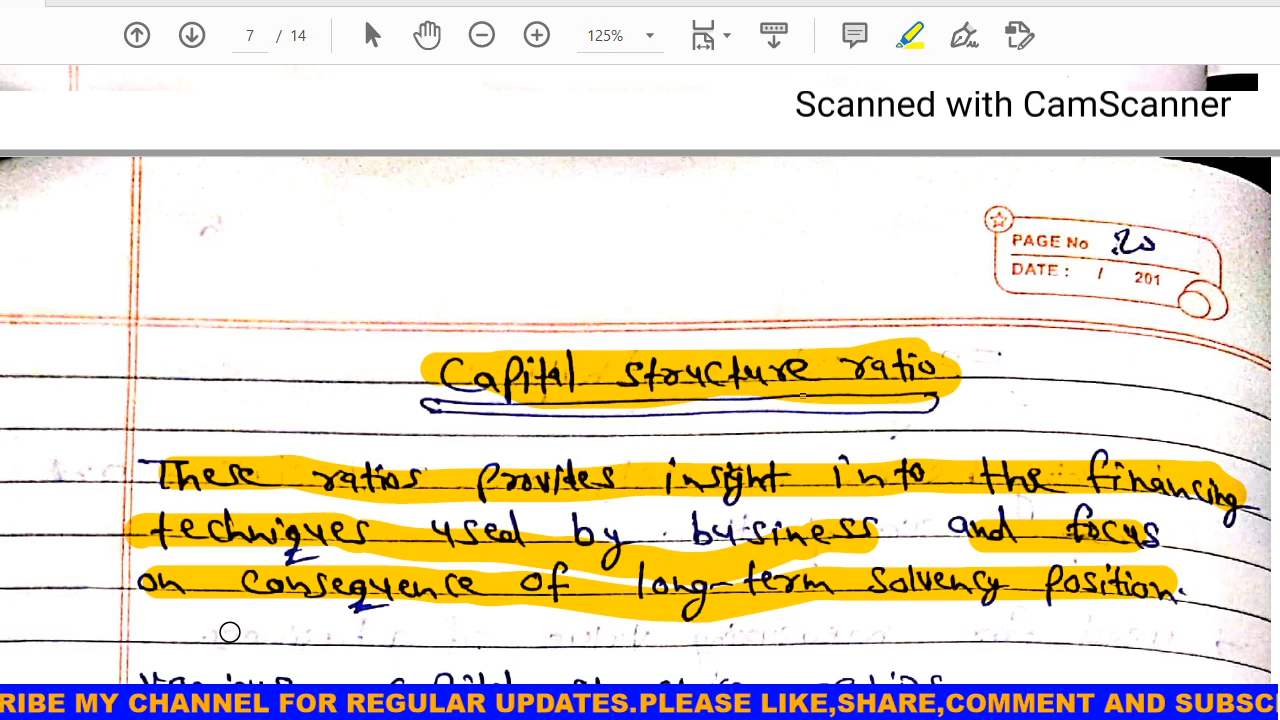 7 / 14
125%
Scanned with CamScanner
PAGE No 20
DATE : / 201
Capital structure ratio
These ratios provides insight into the financing
techniques used by business and focus
on consequence of long-term solvency position.
RIBE MY CHANNEL FOR REGULAR UPDATES.PLEASE LIKE,SHARE,COMMENT AND SUBSC